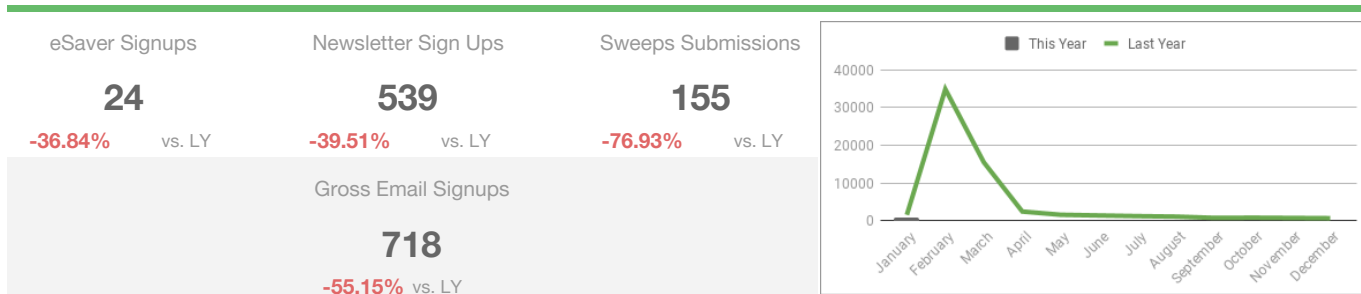 eSaver Signups
24
-36.84% vs. LY
Newsletter Sign Ups
539
-39.51% vs. LY
Sweeps Submissions
155
-76.93% vs. LY
Gross Email Signups
718
-55.15% vs. LY
This Year Last Year
40000
30000
20000
10000
0
January February March April May June July August September October November December